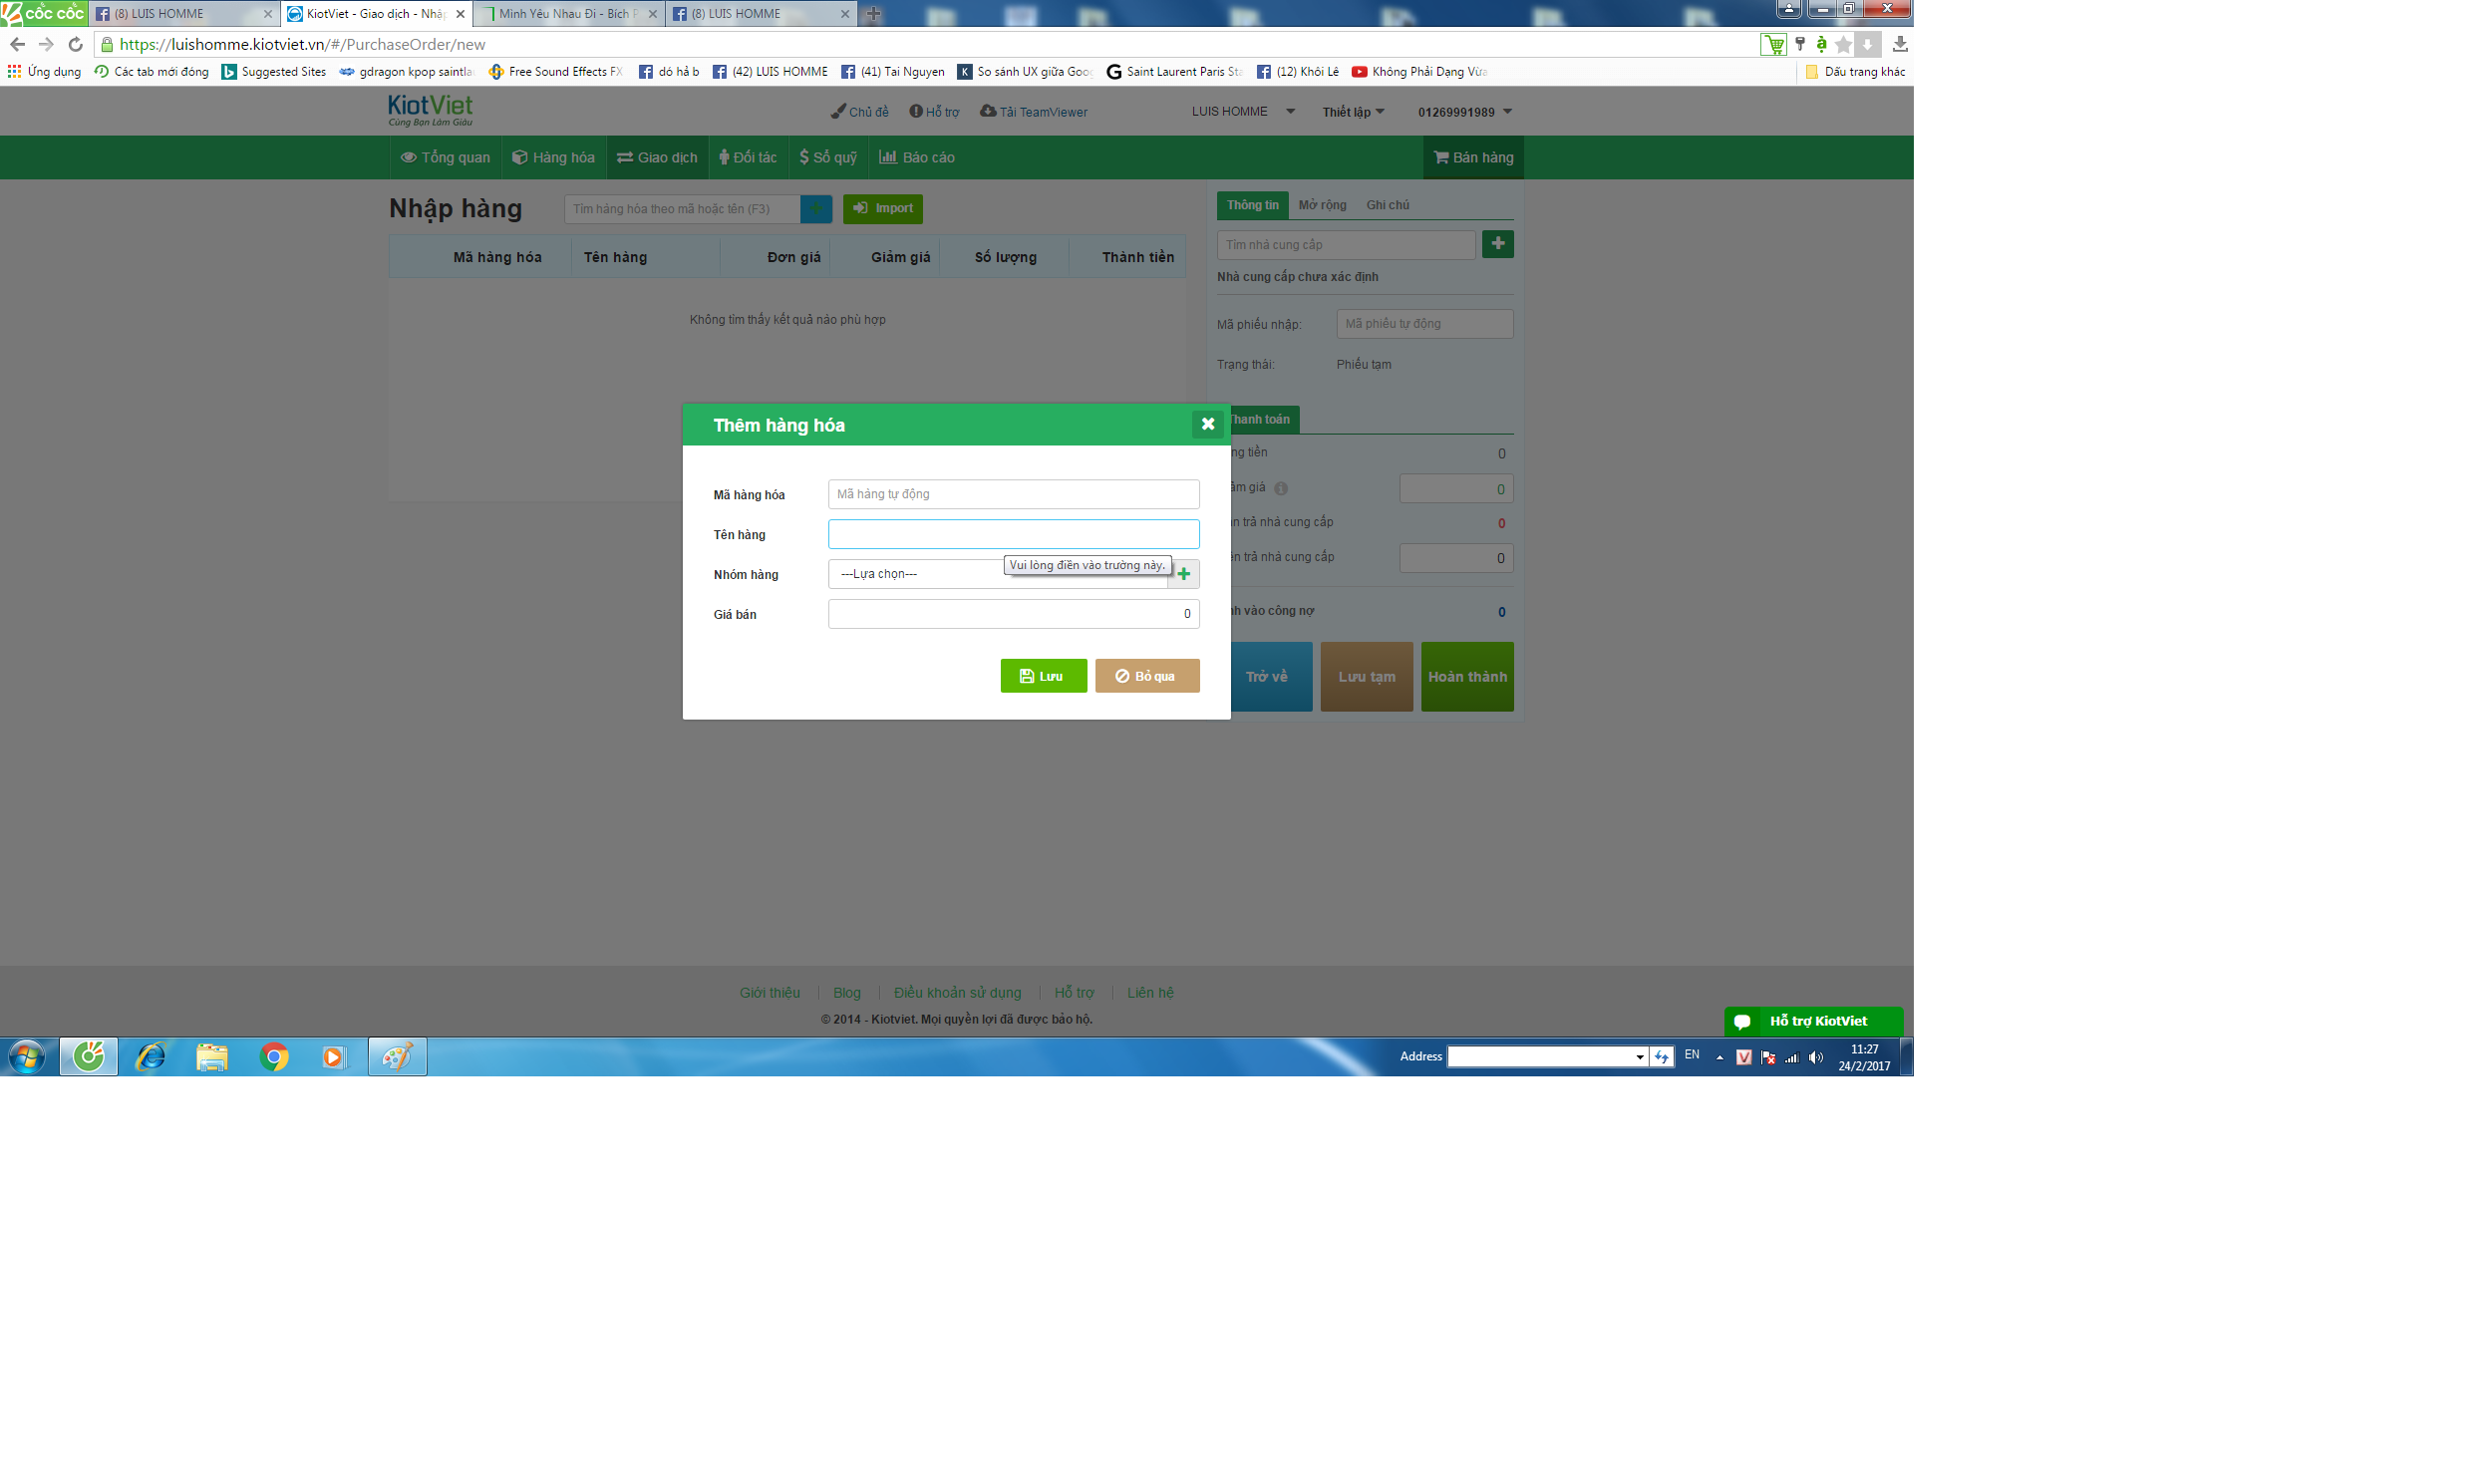 cốc cốc (8) LUIS HOMME KiotViet - Giao dịch - Nhậ Mình Yêu Nhau Đi - Bích P (8) LUIS HOMME
https://luishomme.kiotviet.vn/#/PurchaseOrder/new
Ứng dụng Các tab mới đóng Suggested Sites gdragon kpop saintla Free Sound Effects FX dó hả b (42) LUIS HOMME (41) Tai Nguyen So sánh UX giữa Goog Saint Laurent Paris Sta (12) Khôi Lê Không Phải Dạng Vừa Dấu trang khác
KiotViet
Cùng Bạn Làm Giàu
Chủ đề Hỗ trợ Tải TeamViewer LUIS HOMME Thiết lập 01269991989
Tổng quan Hàng hóa Giao dịch Đối tác Sổ quỹ Báo cáo Bán hàng
Nhập hàng Tìm hàng hóa theo mã hoặc tên (F3) Import
Thông tin Mở rộng Ghi chú
Tìm nhà cung cấp
Mã hàng hóa Tên hàng Đơn giá Giảm giá Số lượng Thành tiền
Nhà cung cấp chưa xác định
Không tìm thấy kết quả nào phù hợp
Mã phiếu nhập: Mã phiếu tự động
Trạng thái: Phiếu tạm
Thêm hàng hóa
Thanh toán
ng tiền 0
Mã hàng hóa Mã hàng tự động
ảm giá 0
Tên hàng
n trả nhà cung cấp 0
Vui lòng điền vào trường này.
Nhóm hàng ---Lựa chọn---
ền trả nhà cung cấp 0
Giá bán 0
nh vào công nợ 0
Lưu Bỏ qua
Trở về Lưu tạm Hoàn thành
Giới thiệu Blog Điều khoản sử dụng Hỗ trợ Liên hệ
© 2014 - Kiotviet. Mọi quyền lợi đã được bảo hộ.
Hỗ trợ KiotViet
Address EN 11:27
24/2/2017